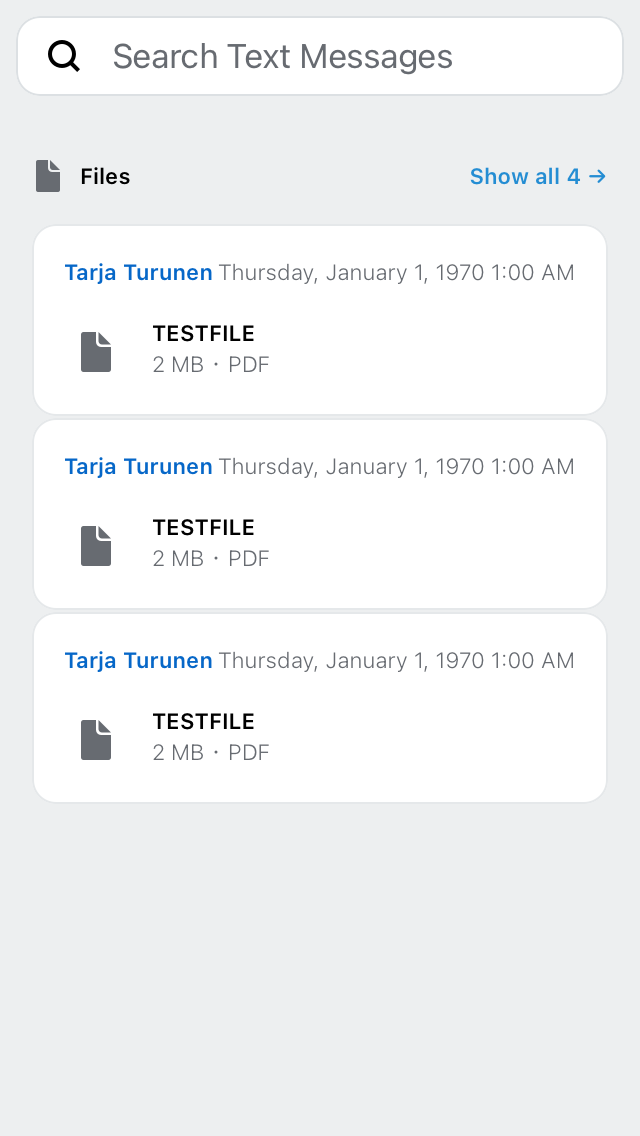 Search Text Messages
Files
Show all 4 →
Tarja Turunen Thursday, January 1, 1970 1:00 AM
TESTFILE
2 MB · PDF
Tarja Turunen Thursday, January 1, 1970 1:00 AM
TESTFILE
2 MB · PDF
Tarja Turunen Thursday, January 1, 1970 1:00 AM
TESTFILE
2 MB · PDF